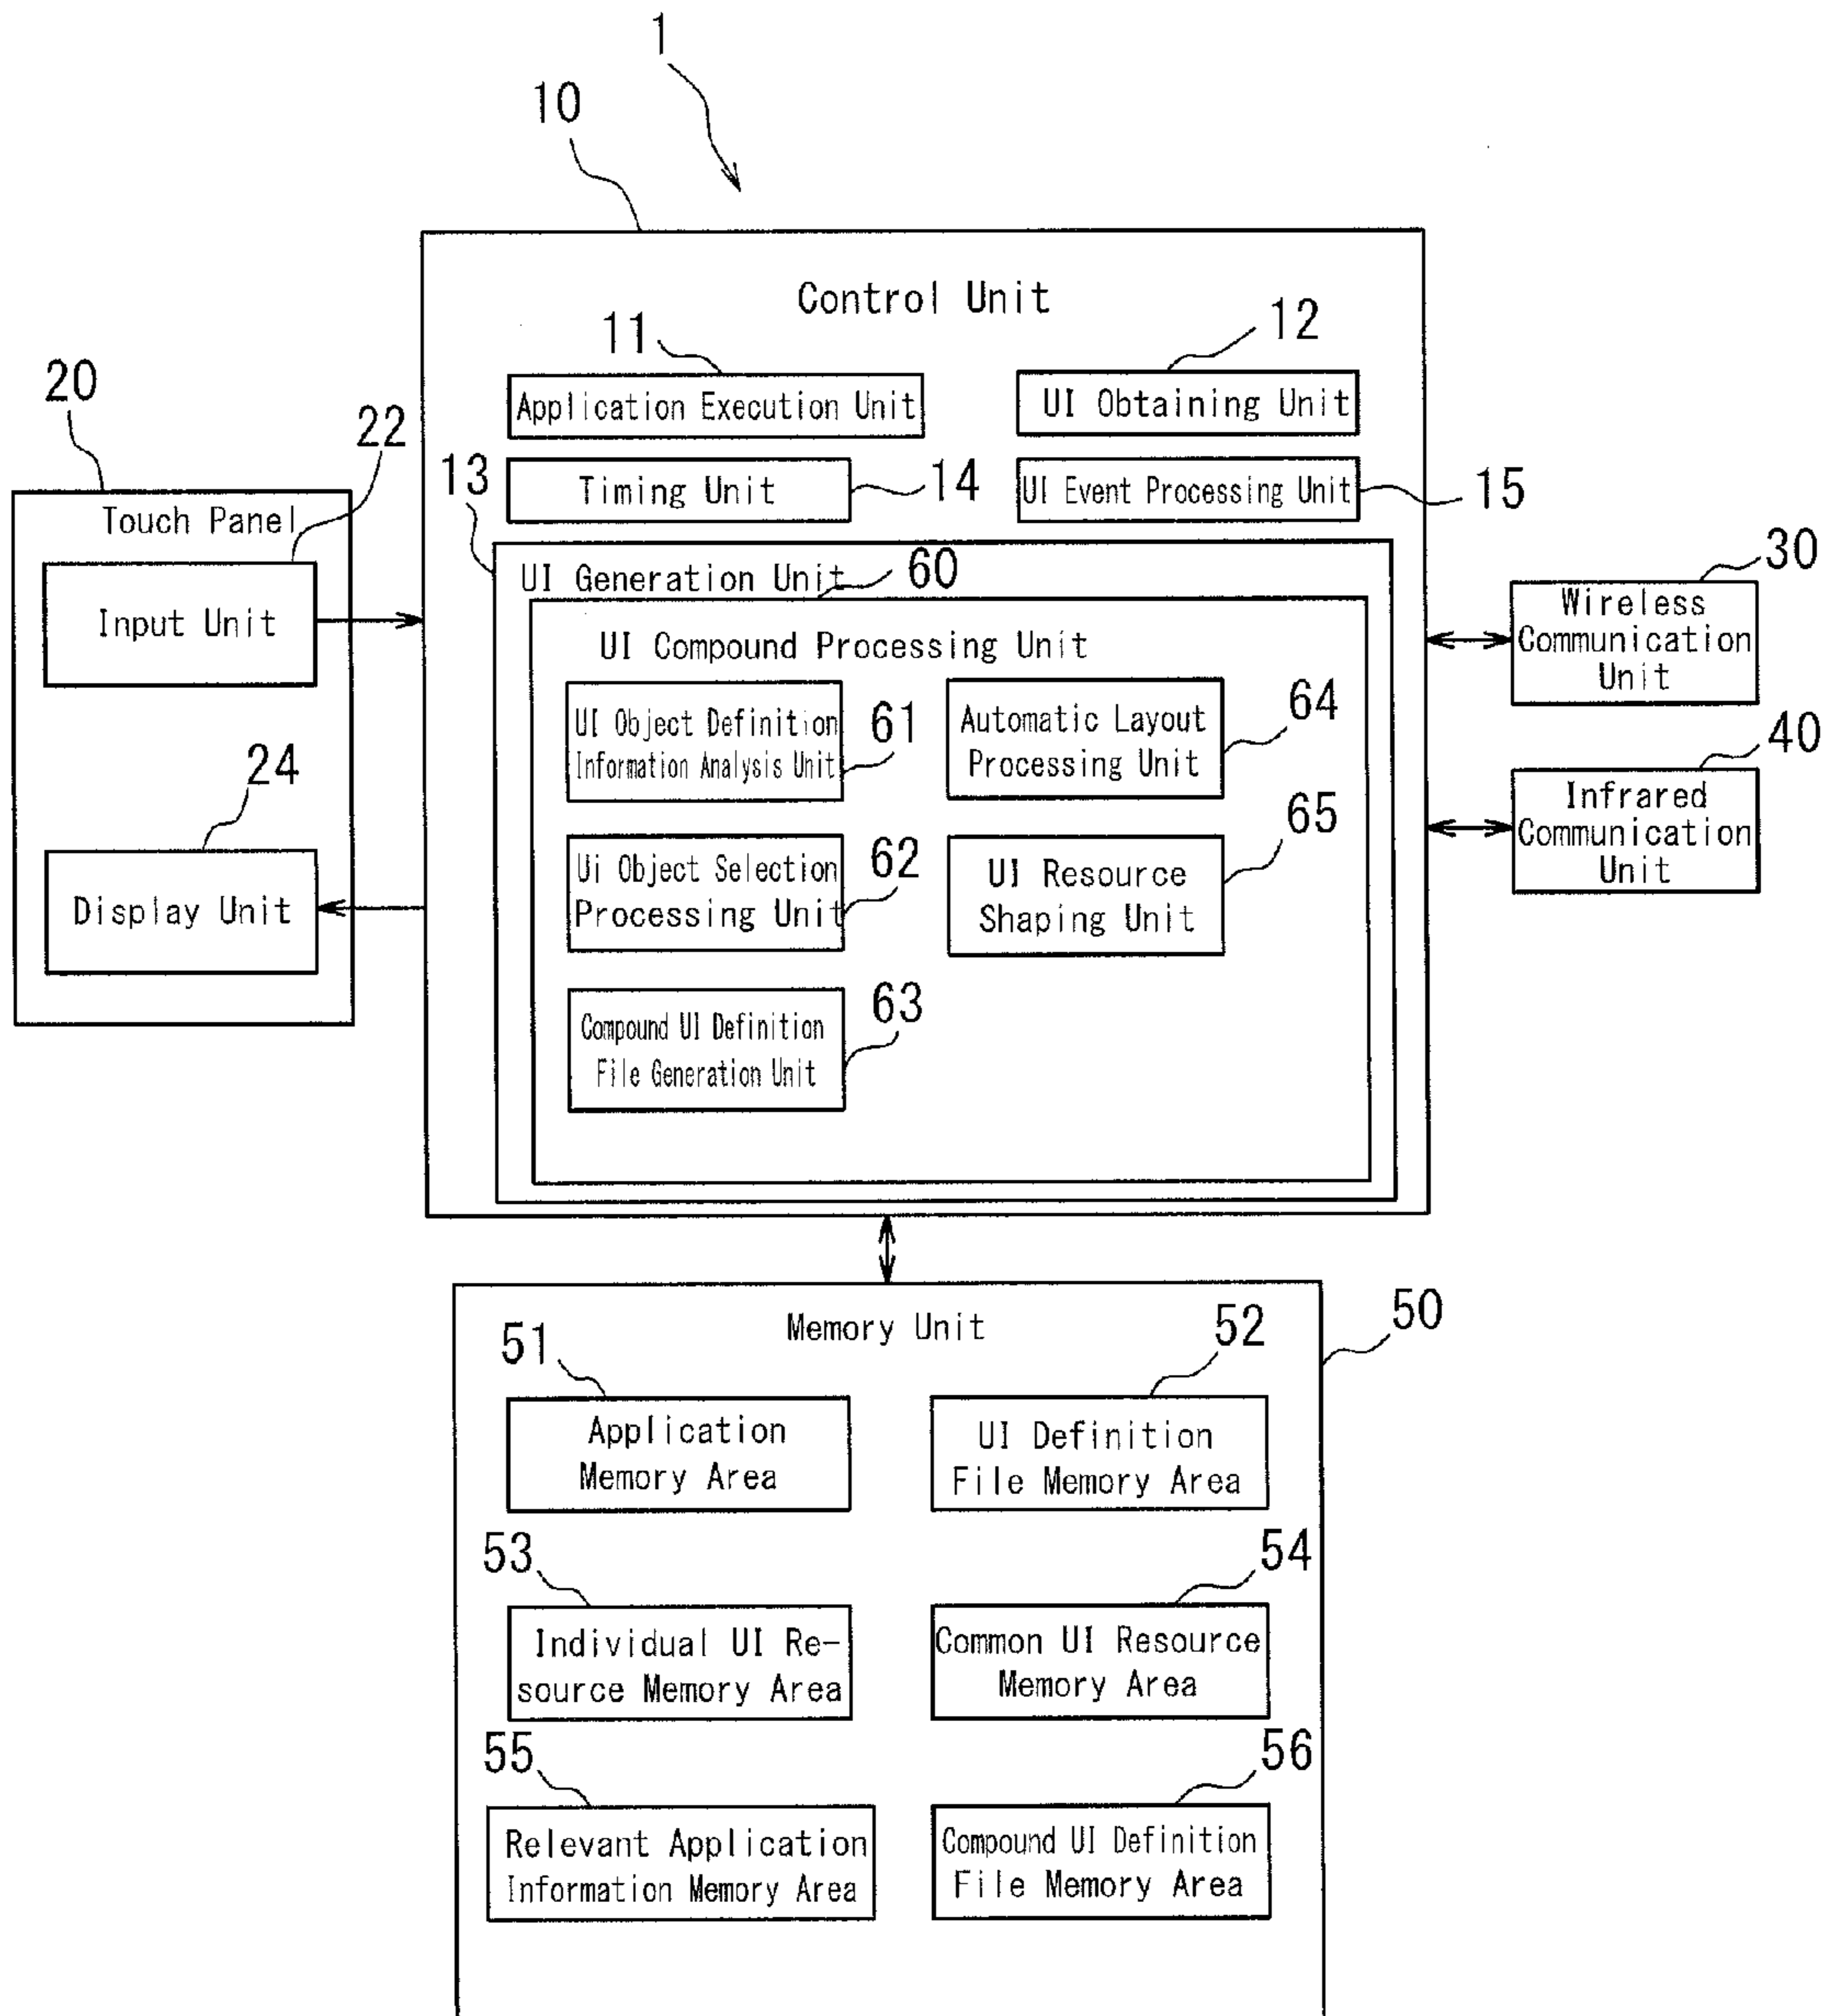 1
10
Control Unit
11
12
Application Execution Unit
UI Obtaining Unit
13
Timing Unit
14
UI Event Processing Unit
15
20
22
Touch Panel
Input Unit
24
Display Unit
UI Generation Unit
60
UI Compound Processing Unit
UI Object Definition
Information Analysis Unit
61
Automatic Layout
Processing Unit
64
Ui Object Selection
Processing Unit
62
UI Resource
Shaping Unit
65
Compound UI Definition
File Generation Unit
63
30
Wireless
Communication
Unit
40
Infrared
Communication
Unit
Memory Unit
50
51
52
Application
Memory Area
UI Definition
File Memory Area
53
54
Individual UI Re-
source Memory Area
Common UI Resource
Memory Area
55
56
Relevant Application
Information Memory Area
Compound UI Definition
File Memory Area